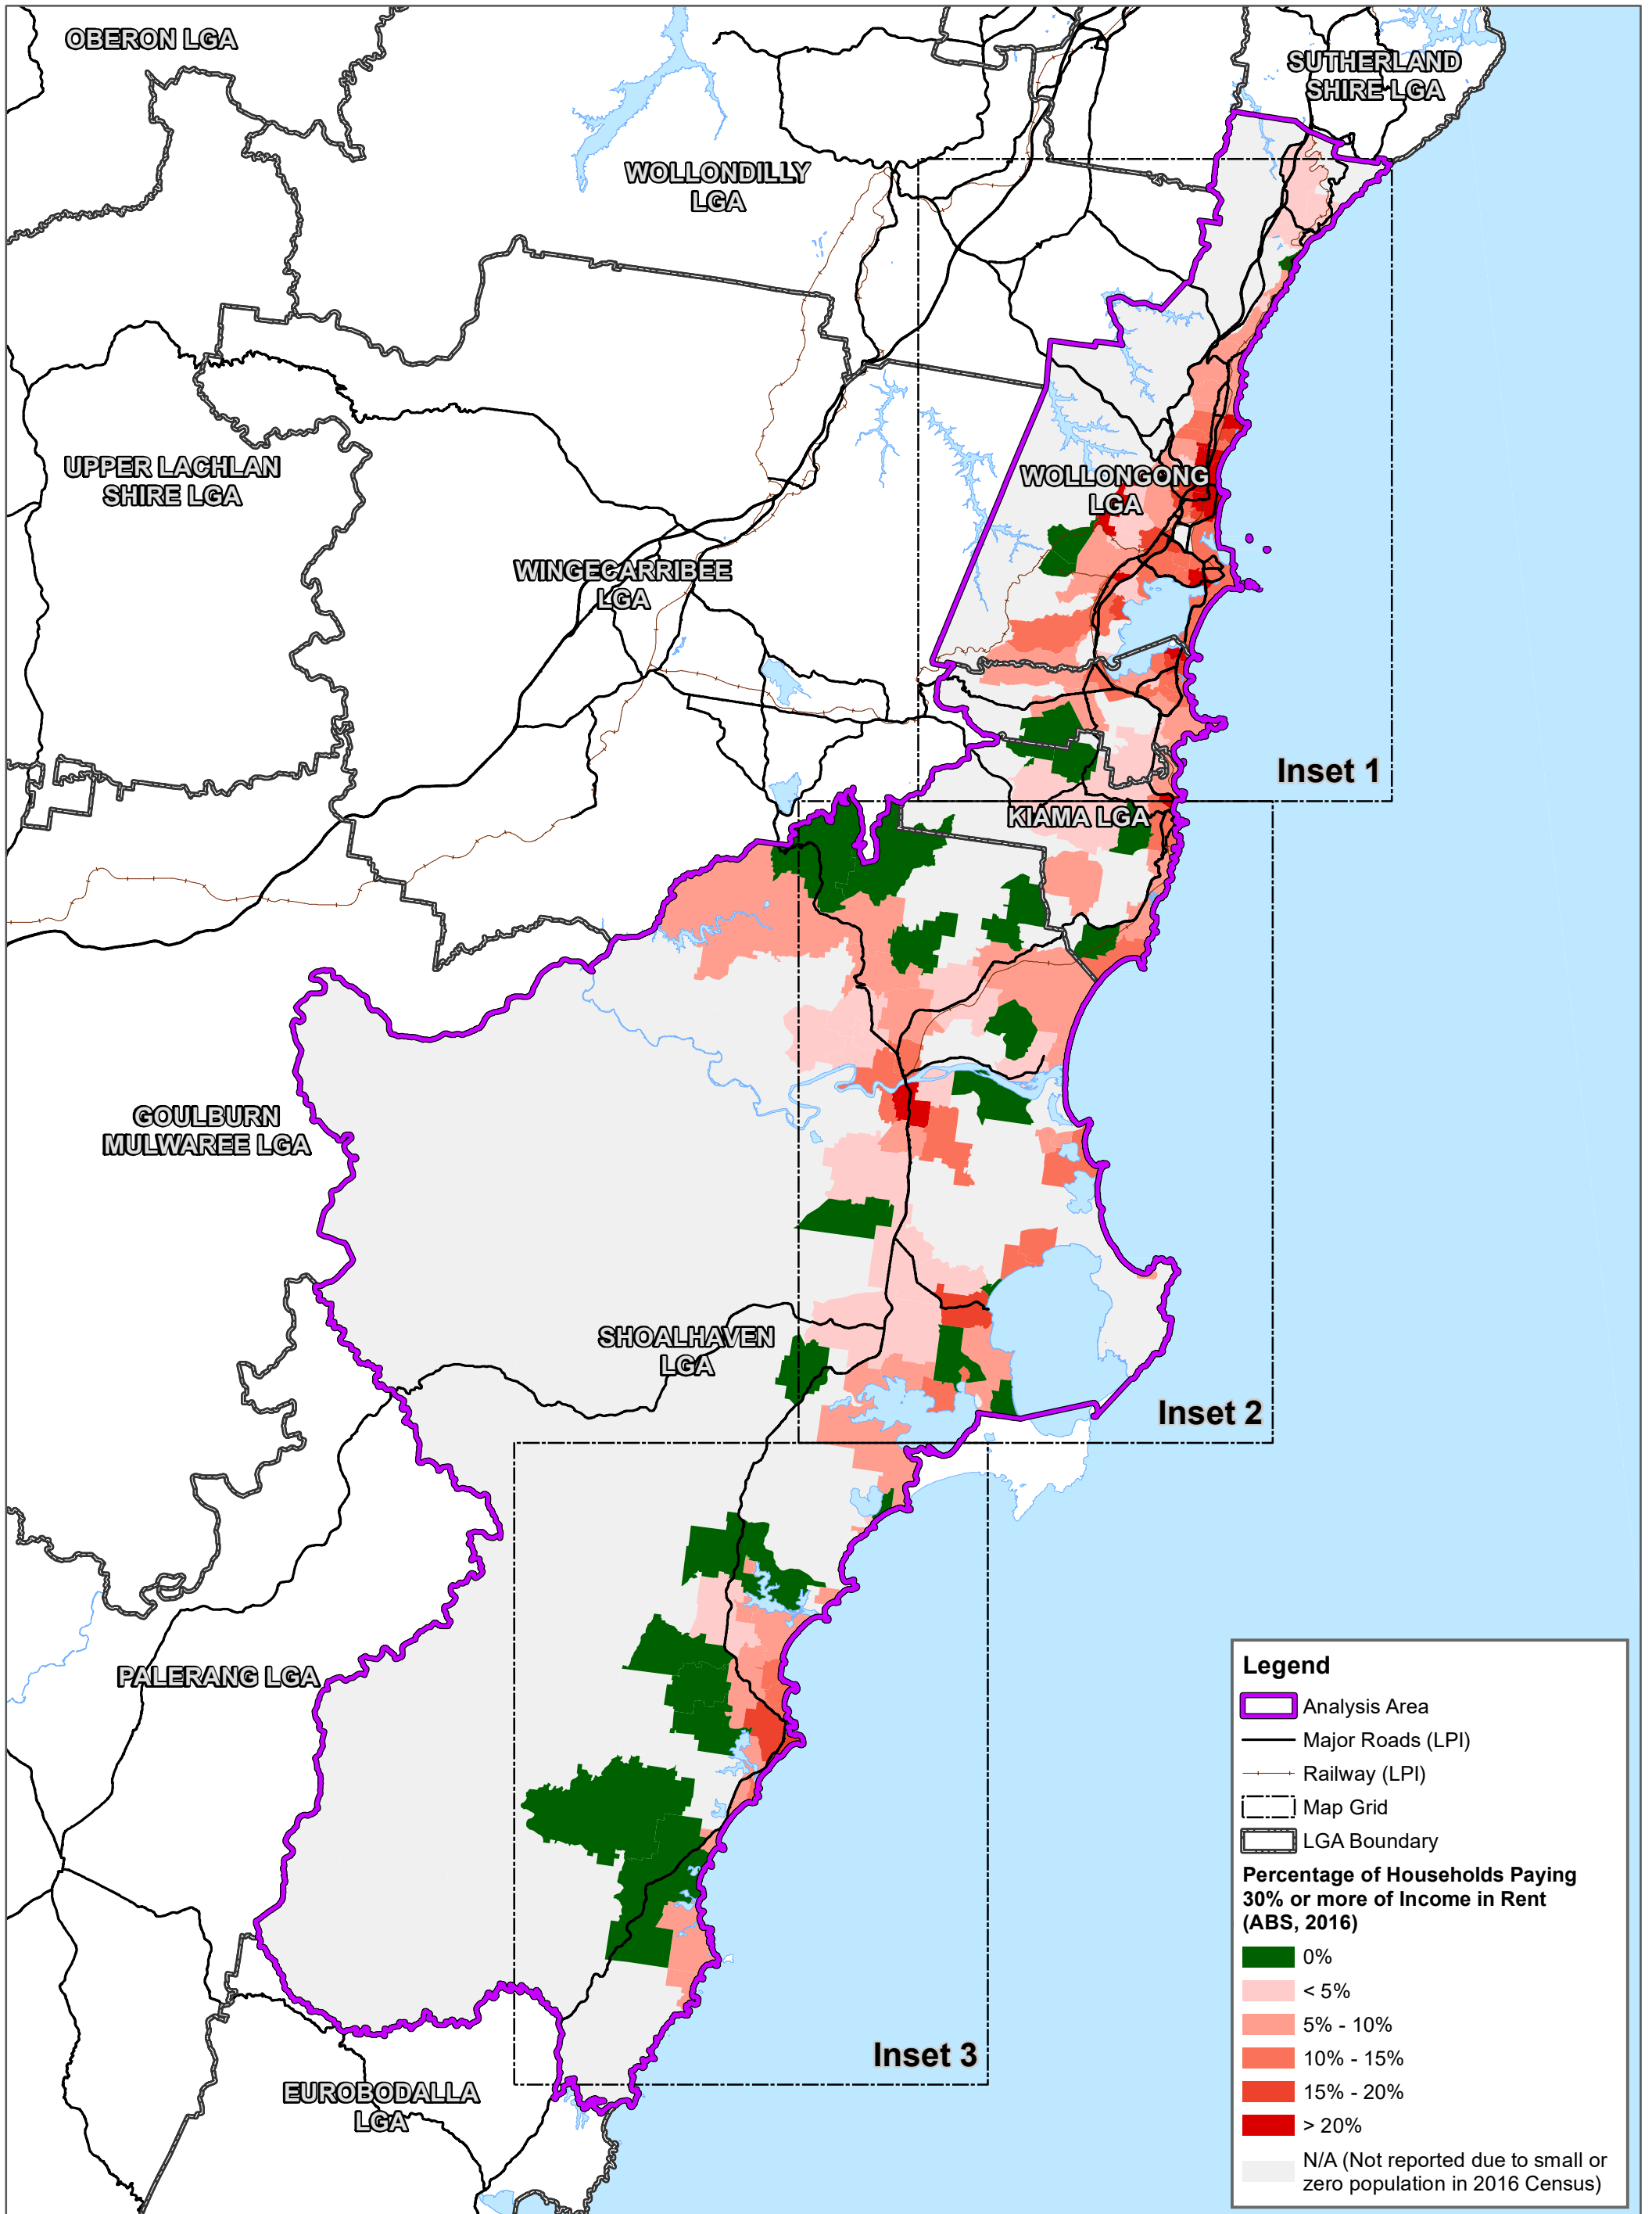 OBERON LGA
SUTHERLAND
SHIRE LGA
WOLLONDILLY
LGA
UPPER LACHLAN
SHIRE LGA
WOLLONGONG
LGA
WINGECARRIBEE
LGA
Inset 1
KIAMA LGA
GOULBURN
MULWAREE LGA
SHOALHAVEN
LGA
Inset 2
PALERANG LGA
Inset 3
EUROBODALLA
LGA
Legend
Analysis Area
Major Roads (LPI)
Railway (LPI)
Map Grid
LGA Boundary
Percentage of Households Paying
30% or more of Income in Rent
(ABS, 2016)
0%
< 5%
5% - 10%
10% - 15%
15% - 20%
> 20%
N/A (Not reported due to small or
zero population in 2016 Census)